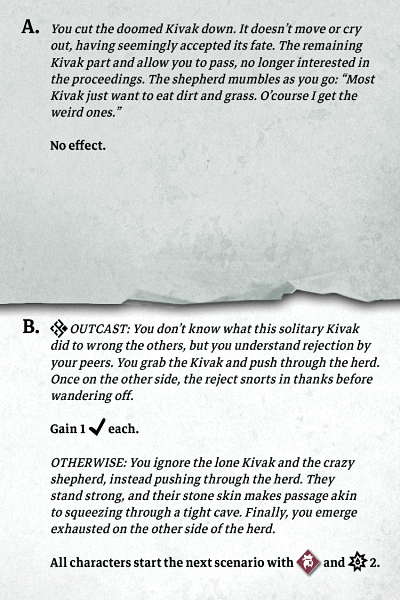 A. You cut the doomed Kivak down. It doesn’t move or cry
out, having seemingly accepted its fate. The remaining
Kivak part and allow you to pass, no longer interested in
the proceedings. The shepherd mumbles as you go: “Most
Kivak just want to eat dirt and grass. O’course I get the
weird ones.”
No effect.
B. OUTCAST: You don’t know what this solitary Kivak
did to wrong the others, but you understand rejection by
your peers. You grab the Kivak and push through the herd.
Once on the other side, the reject snorts in thanks before
wandering off.
Gain 1 ✔ each.
OTHERWISE: You ignore the lone Kivak and the crazy
shepherd, instead pushing through the herd. They
stand strong, and their stone skin makes passage akin
to squeezing through a tight cave. Finally, you emerge
exhausted on the other side of the herd.
All characters start the next scenario with and 2.